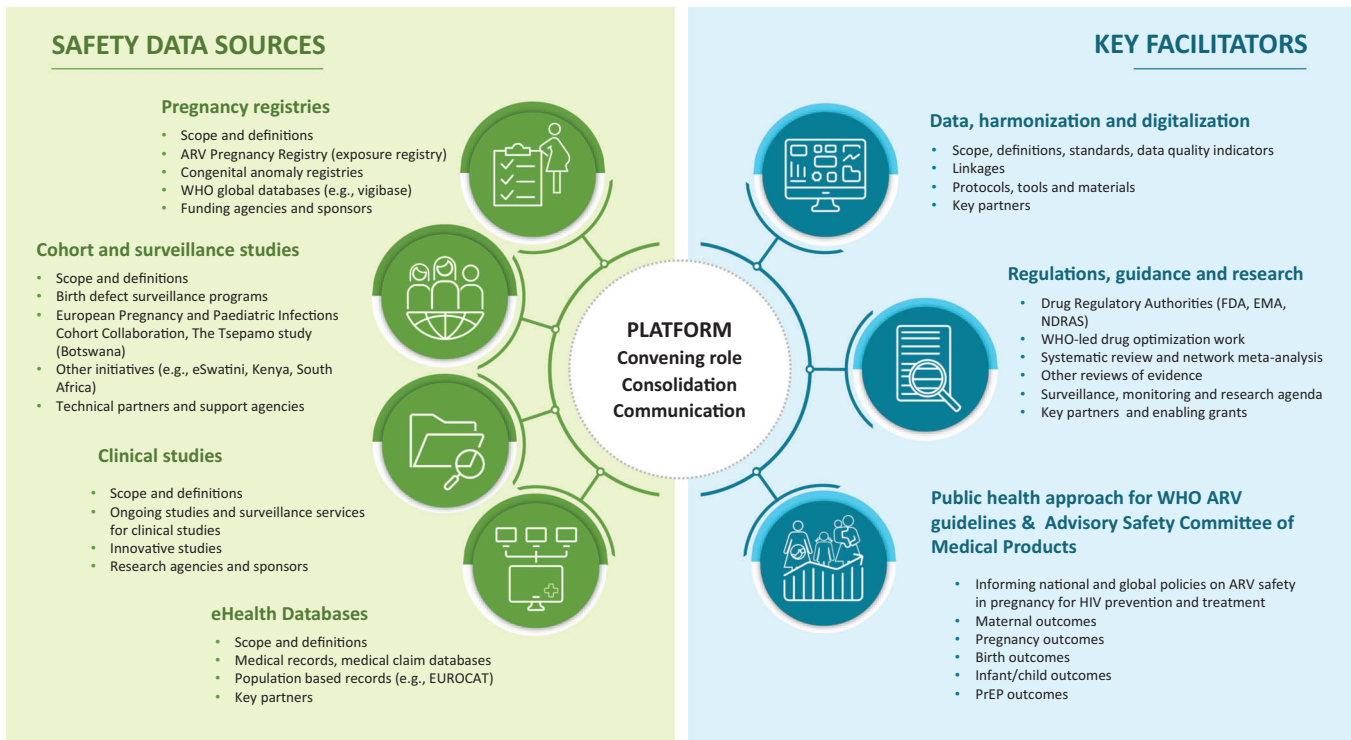 SAFETY DATA SOURCES
Pregnancy registries
• Scope and definitions
• ARV Pregnancy Registry (exposure registry)
• Congenital anomaly registries
• WHO global databases (e.g., vigibase)
• Funding agencies and sponsors
Cohort and surveillance studies
• Scope and definitions
• Birth defect surveillance programs
• European Pregnancy and Paediatric Infections
Cohort Collaboration, The Tsepamo study
(Botswana)
• Other initiatives (e.g., eSwatini, Kenya, South
Africa)
• Technical partners and support agencies
Clinical studies
• Scope and definitions
• Ongoing studies and surveillance services
for clinical studies
• Innovative studies
• Research agencies and sponsors
eHealth Databases
• Scope and definitions
• Medical records, medical claim databases
• Population based records (e.g., EUROCAT)
• Key partners
PLATFORM
Convening role
Consolidation
Communication
KEY FACILITATORS
Data, harmonization and digitalization
• Scope, definitions, standards, data quality indicators
• Linkages
• Protocols, tools and materials
• Key partners
Regulations, guidance and research
• Drug Regulatory Authorities (FDA, EMA,
NDRAS)
• WHO-led drug optimization work
• Systematic review and network meta-analysis
• Other reviews of evidence
• Surveillance, monitoring and research agenda
• Key partners and enabling grants
Public health approach for WHO ARV
guidelines & Advisory Safety Committee of
Medical Products
• Informing national and global policies on ARV safety
in pregnancy for HIV prevention and treatment
• Maternal outcomes
• Pregnancy outcomes
• Birth outcomes
• Infant/child outcomes
• PrEP outcomes